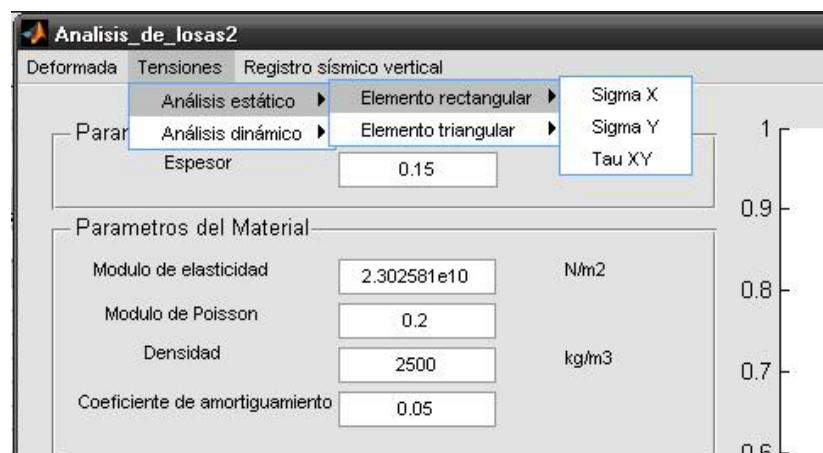 Analisis_de_losas2
Deformada Tensiones Registro sísmico vertical
Análisis estático Elemento rectangular Sigma X
Análisis dinámico Elemento triangular Sigma Y
Tau XY
Espesor 0.15
Parametros del Material
Modulo de elasticidad 2.302581e10 N/m2
Modulo de Poisson 0.2
Densidad 2500 kg/m3
Coeficiente de amortiguamiento 0.05
1
0.9
0.8
0.7